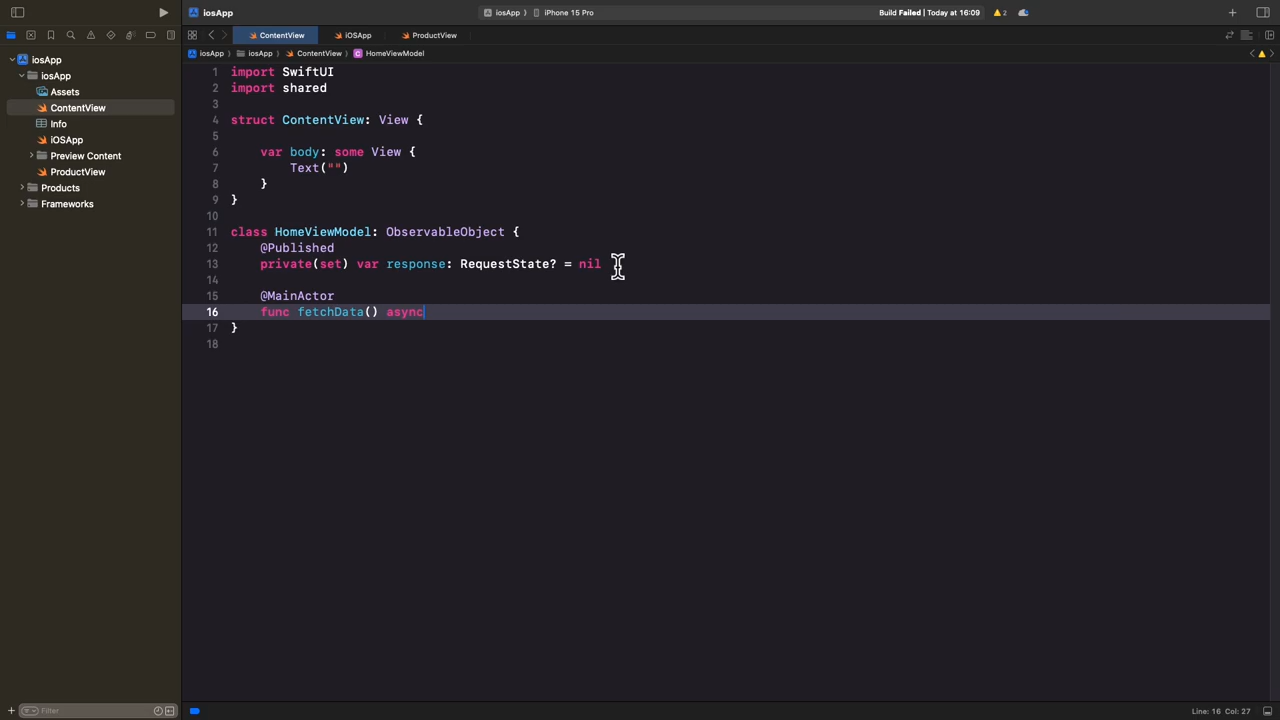 iosApp
iosApp 〉 iPhone 15 Pro
Build Failed | Today at 16:09
2
ContentView
iOSApp
ProductView
iosApp 〉 iosApp 〉 ContentView 〉 HomeViewModel
iosApp
iosApp
Assets
ContentView
Info
iOSApp
Preview Content
ProductView
Products
Frameworks
1 import SwiftUI
2 import shared
3
4 struct ContentView: View {
5
6 var body: some View {
7 Text("")
8 }
9 }
10
11 class HomeViewModel: ObservableObject {
12 @Published
13 private(set) var response: RequestState? = nil
14
15 @MainActor
16 func fetchData() async
17 }
18
Filter
Line: 16 Col: 27